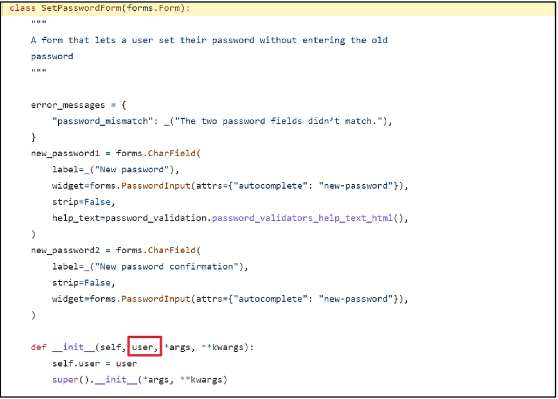 class SetPasswordForm(forms.Form):
"""
A form that lets a user set their password without entering the old
password
"""
error_messages = {
"password_mismatch": _("The two password fields didn’t match."),
}
new_password1 = forms.CharField(
label=_("New password"),
widget=forms.PasswordInput(attrs={"autocomplete": "new-password"}),
strip=False,
help_text=password_validation.password_validators_help_text_html(),
)
new_password2 = forms.CharField(
label=_("New password confirmation"),
strip=False,
widget=forms.PasswordInput(attrs={"autocomplete": "new-password"}),
)
def __init__(self, user, *args, **kwargs):
self.user = user
super().__init__(*args, **kwargs)